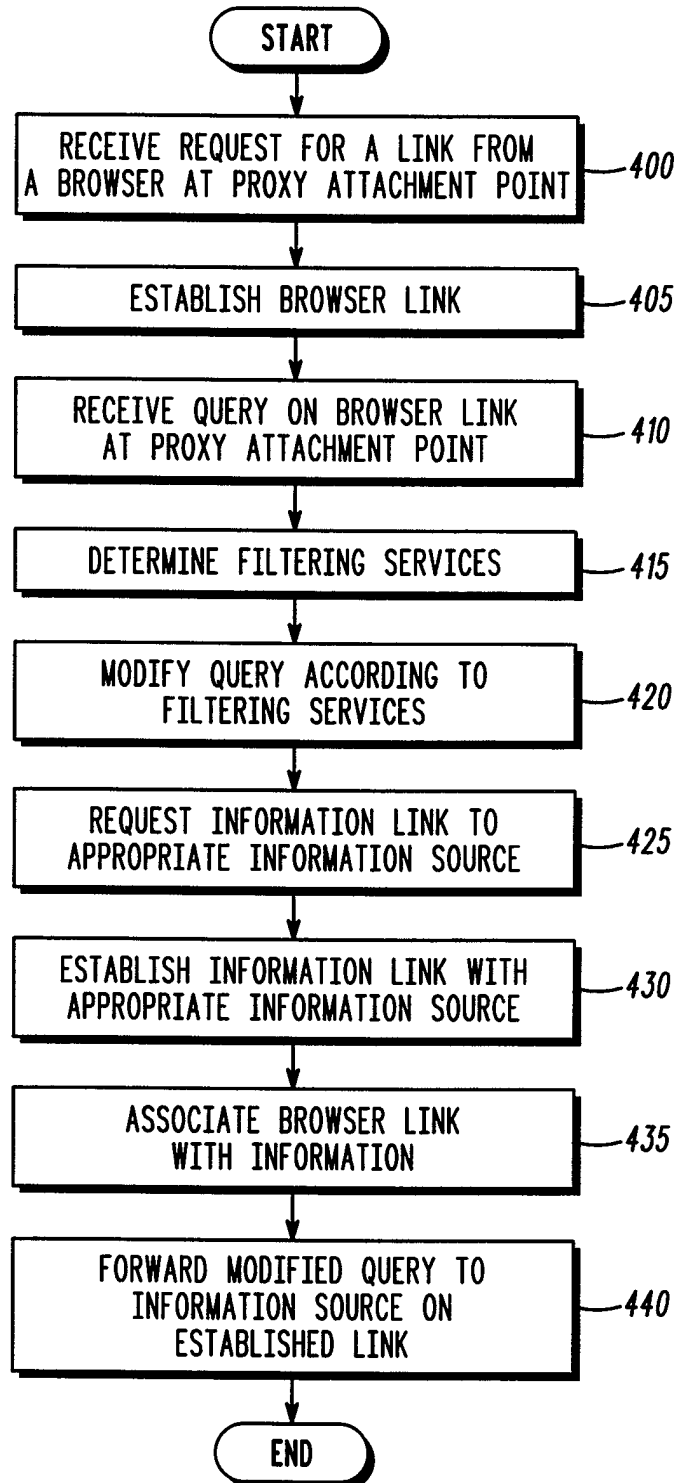 START
RECEIVE REQUEST FOR A LINK FROM
A BROWSER AT PROXY ATTACHMENT POINT
400
ESTABLISH BROWSER LINK
405
RECEIVE QUERY ON BROWSER LINK
AT PROXY ATTACHMENT POINT
410
DETERMINE FILTERING SERVICES
415
MODIFY QUERY ACCORDING TO
FILTERING SERVICES
420
REQUEST INFORMATION LINK TO
APPROPRIATE INFORMATION SOURCE
425
ESTABLISH INFORMATION LINK WITH
APPROPRIATE INFORMATION SOURCE
430
ASSOCIATE BROWSER LINK
WITH INFORMATION
435
FORWARD MODIFIED QUERY TO
INFORMATION SOURCE ON
ESTABLISHED LINK
440
END